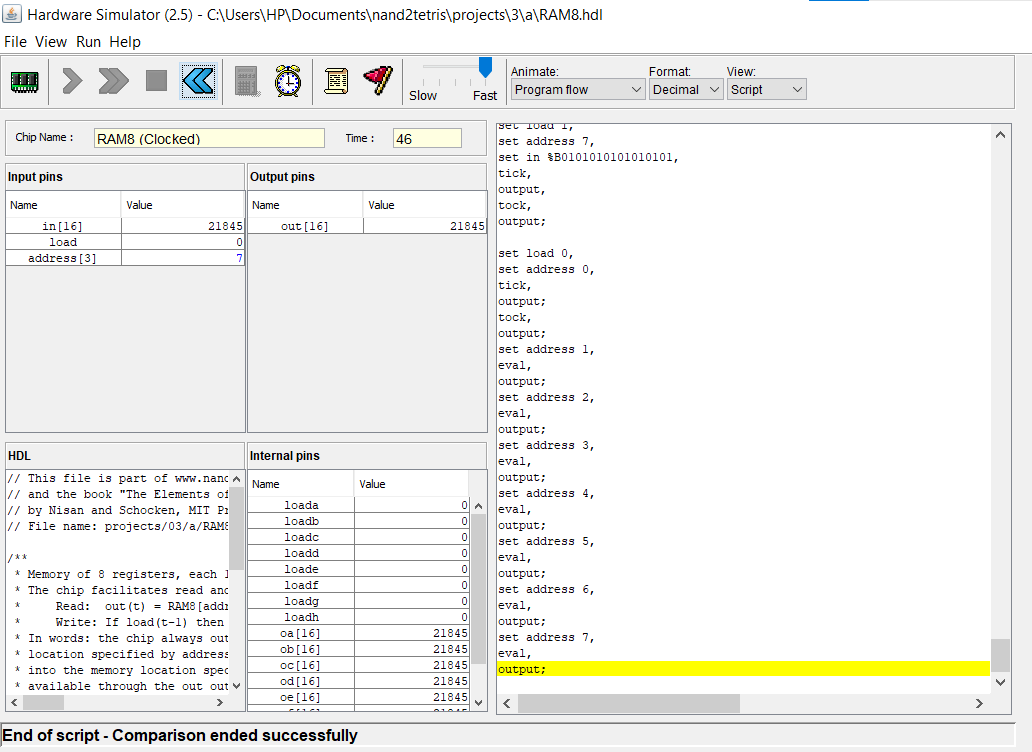 Hardware Simulator (2.5) - C:\Users\HP\Documents\nand2tetris\projects\3\a\RAM8.hdl
File View Run Help
Slow Fast
Animate:
Program flow
Format:
Decimal
View:
Script
Chip Name :
RAM8 (Clocked)
Time :
46
Input pins
Name Value
in[16] 21845
load 0
address[3] 7
Output pins
Name Value
out[16] 21845
HDL
// This file is part of www.nand
// and the book "The Elements of
// by Nisan and Schocken, MIT Pr
// File name: projects/03/a/RAM8

/**
* Memory of 8 registers, each 1
* The chip facilitates read and
* Read: out(t) = RAM8[addr
* Write: If load(t-1) then
* In words: the chip always out
* location specified by address
* into the memory location spec
* available through the out out
Internal pins
Name Value
loada 0
loadb 0
loadc 0
loadd 0
loade 0
loadf 0
loadg 0
loadh 0
oa[16] 21845
ob[16] 21845
oc[16] 21845
od[16] 21845
oe[16] 21845
set load 1,
set address 7,
set in %B0101010101010101,
tick,
output,
tock,
output;

set load 0,
set address 0,
tick,
output;
tock,
output;
set address 1,
eval,
output;
set address 2,
eval,
output;
set address 3,
eval,
output;
set address 4,
eval,
output;
set address 5,
eval,
output;
set address 6,
eval,
output;
set address 7,
eval,
output;
End of script - Comparison ended successfully